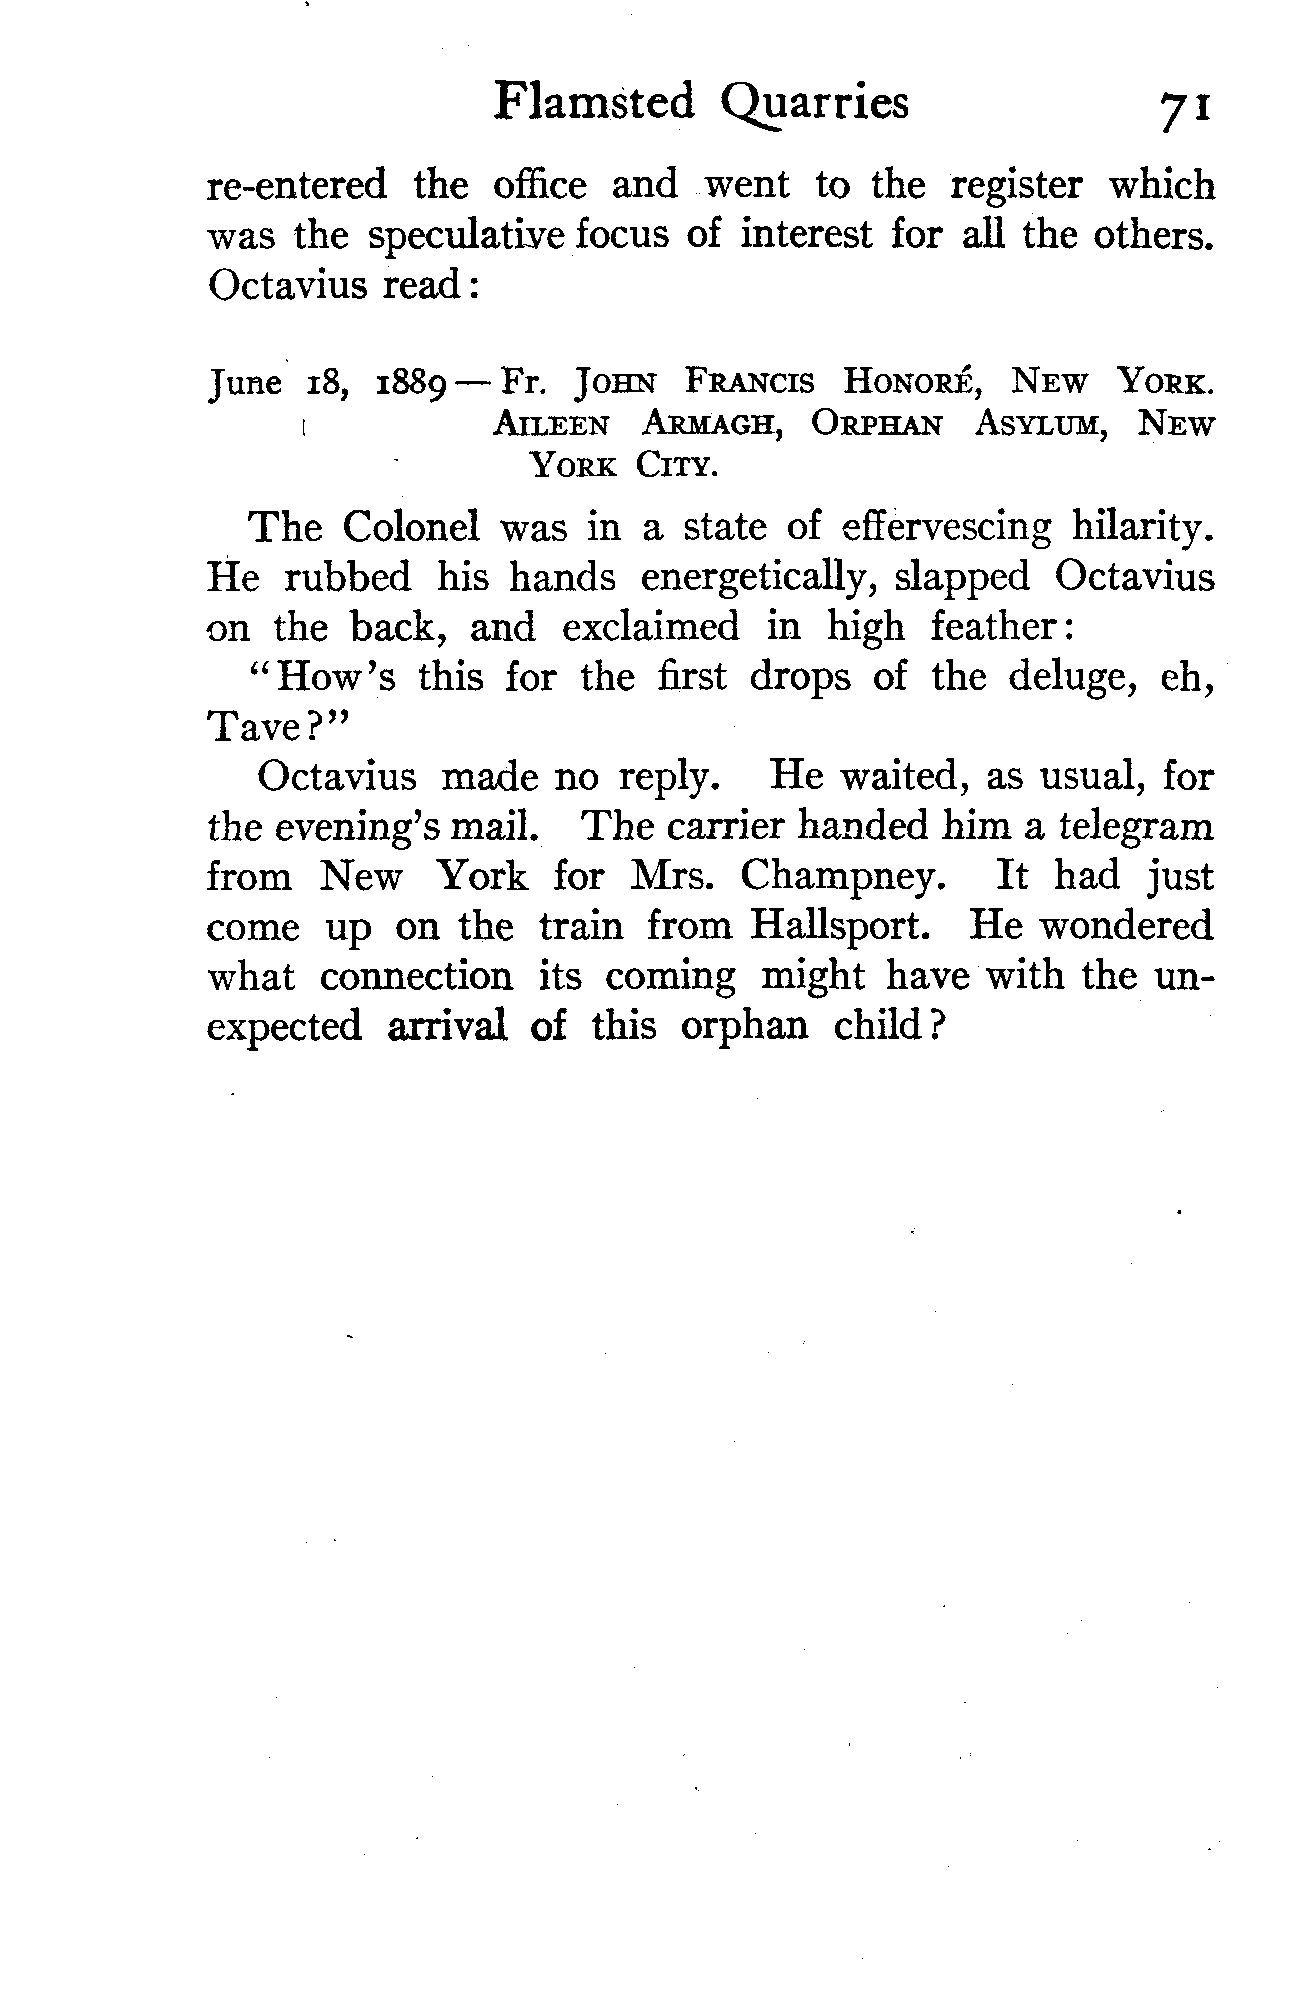 Flamsted Quarries 71
re-entered the office and went to the register which
was the speculative focus of interest for all the others.
Octavius read:
June 18, 1889 — Fr. John Francis Honoré, New York.
Aileen Armagh, Orphan Asylum, New
York City.
The Colonel was in a state of effervescing hilarity.
He rubbed his hands energetically, slapped Octavius
on the back, and exclaimed in high feather:
"How's this for the first drops of the deluge, eh,
Tave?"
Octavius made no reply. He waited, as usual, for
the evening's mail. The carrier handed him a telegram
from New York for Mrs. Champney. It had just
come up on the train from Hallsport. He wondered
what connection its coming might have with the un-
expected arrival of this orphan child?